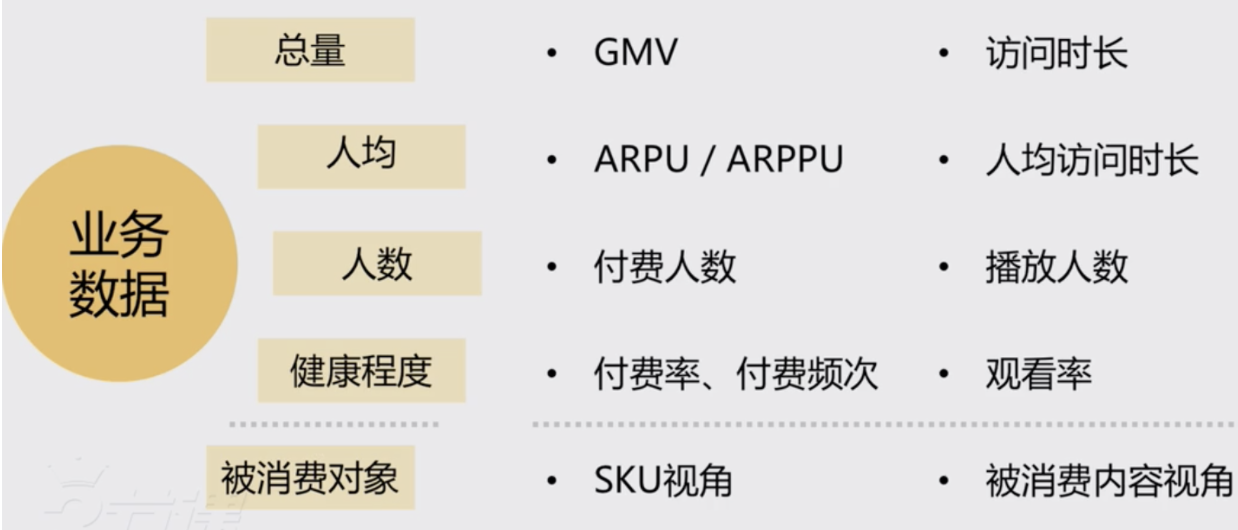 总量
• GMV
• 访问时长
人均
• ARPU / ARPPU
• 人均访问时长
业务
数据
人数
• 付费人数
• 播放人数
健康程度
• 付费率、付费频次
• 观看率
被消费对象
• SKU视角
• 被消费内容视角